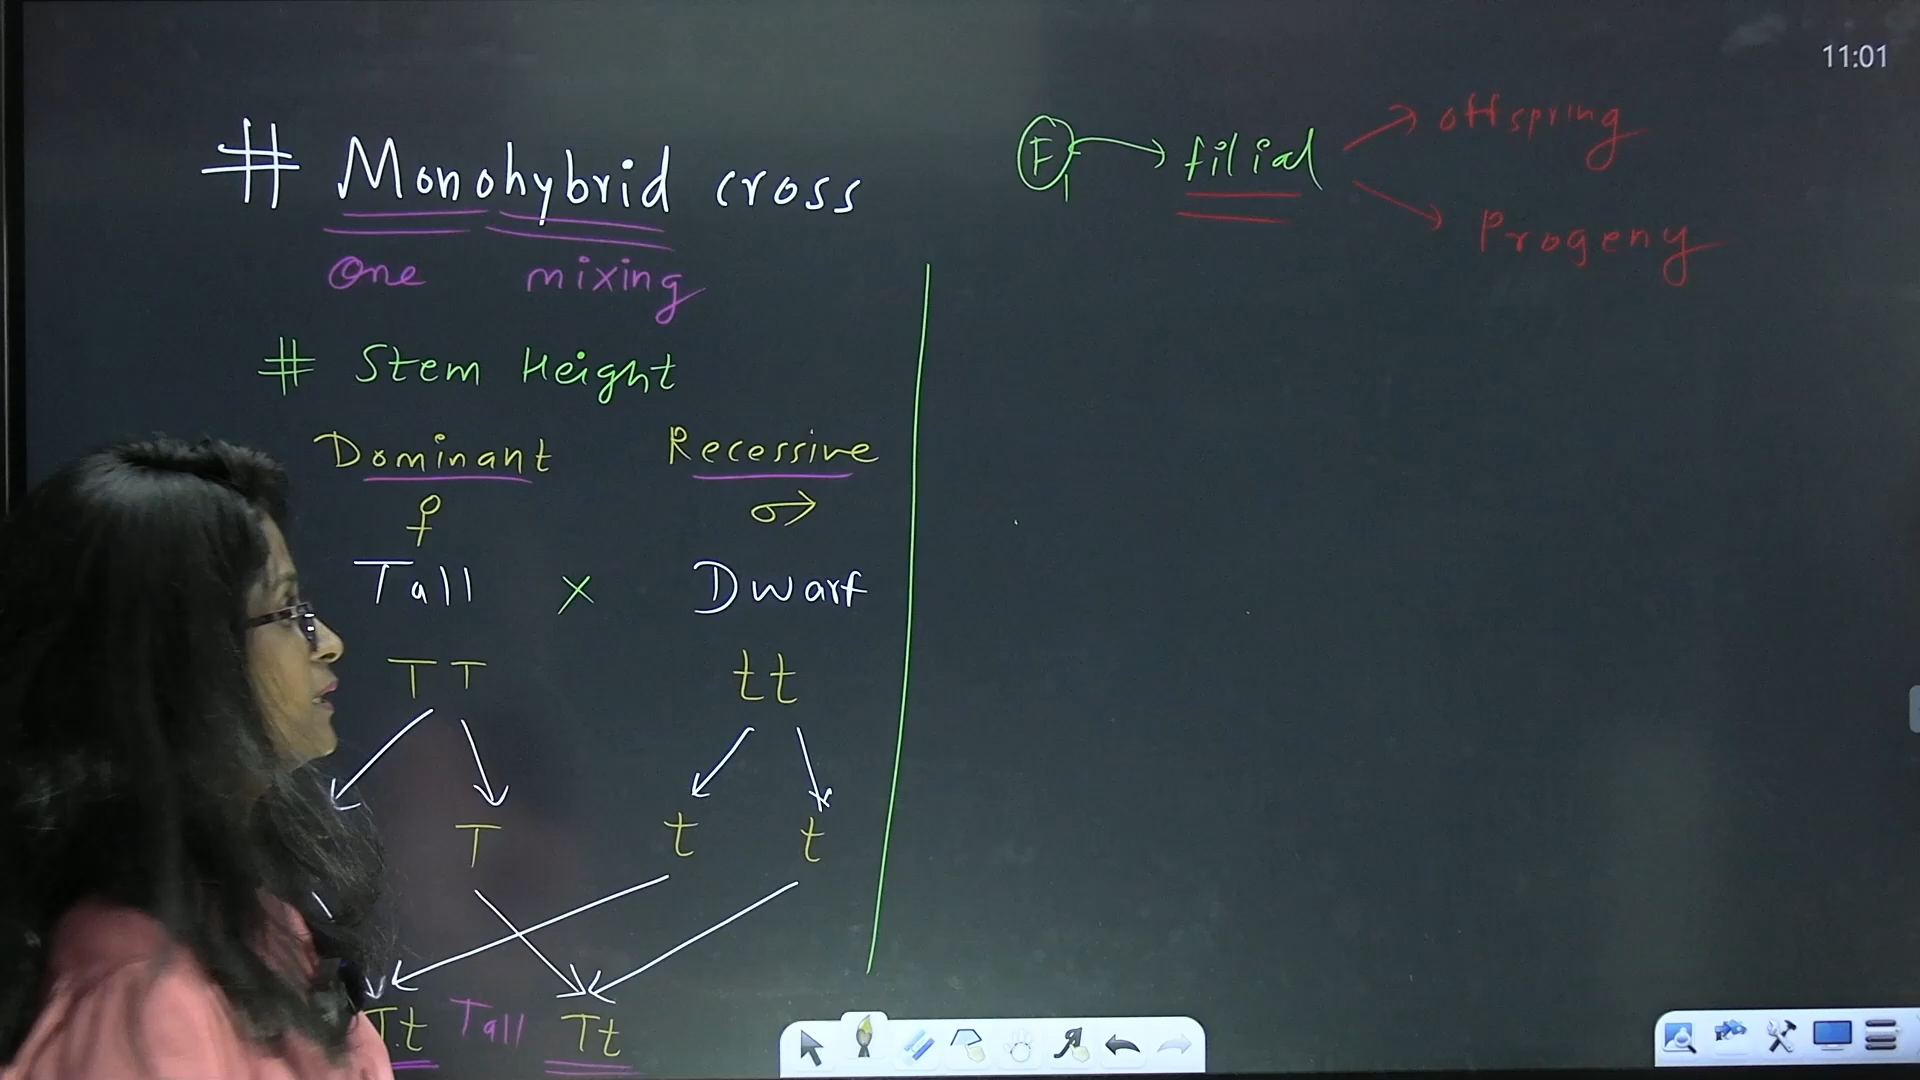 11:01
# Monohybrid cross
One mixing
# Stem Height
Dominant Recessive
♀ ♂
Tall × Dwarf
TT tt
T t t
Tt Tall Tt
F1 → filial
→ offspring
→ Progeny